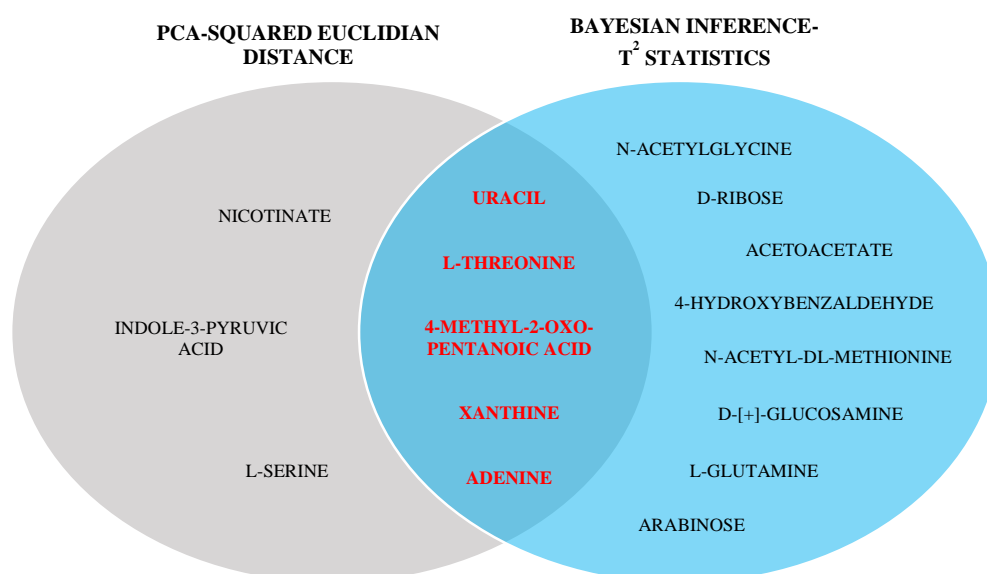 PCA-SQUARED EUCLIDIAN
DISTANCE
BAYESIAN INFERENCE-
T² STATISTICS
NICOTINATE
INDOLE-3-PYRUVIC
ACID
L-SERINE
URACIL
L-THREONINE
4-METHYL-2-OXO-
PENTANOIC ACID
XANTHINE
ADENINE
N-ACETYLGLYCINE
D-RIBOSE
ACETOACETATE
4-HYDROXYBENZALDEHYDE
N-ACETYL-DL-METHIONINE
D-[+]-GLUCOSAMINE
L-GLUTAMINE
ARABINOSE